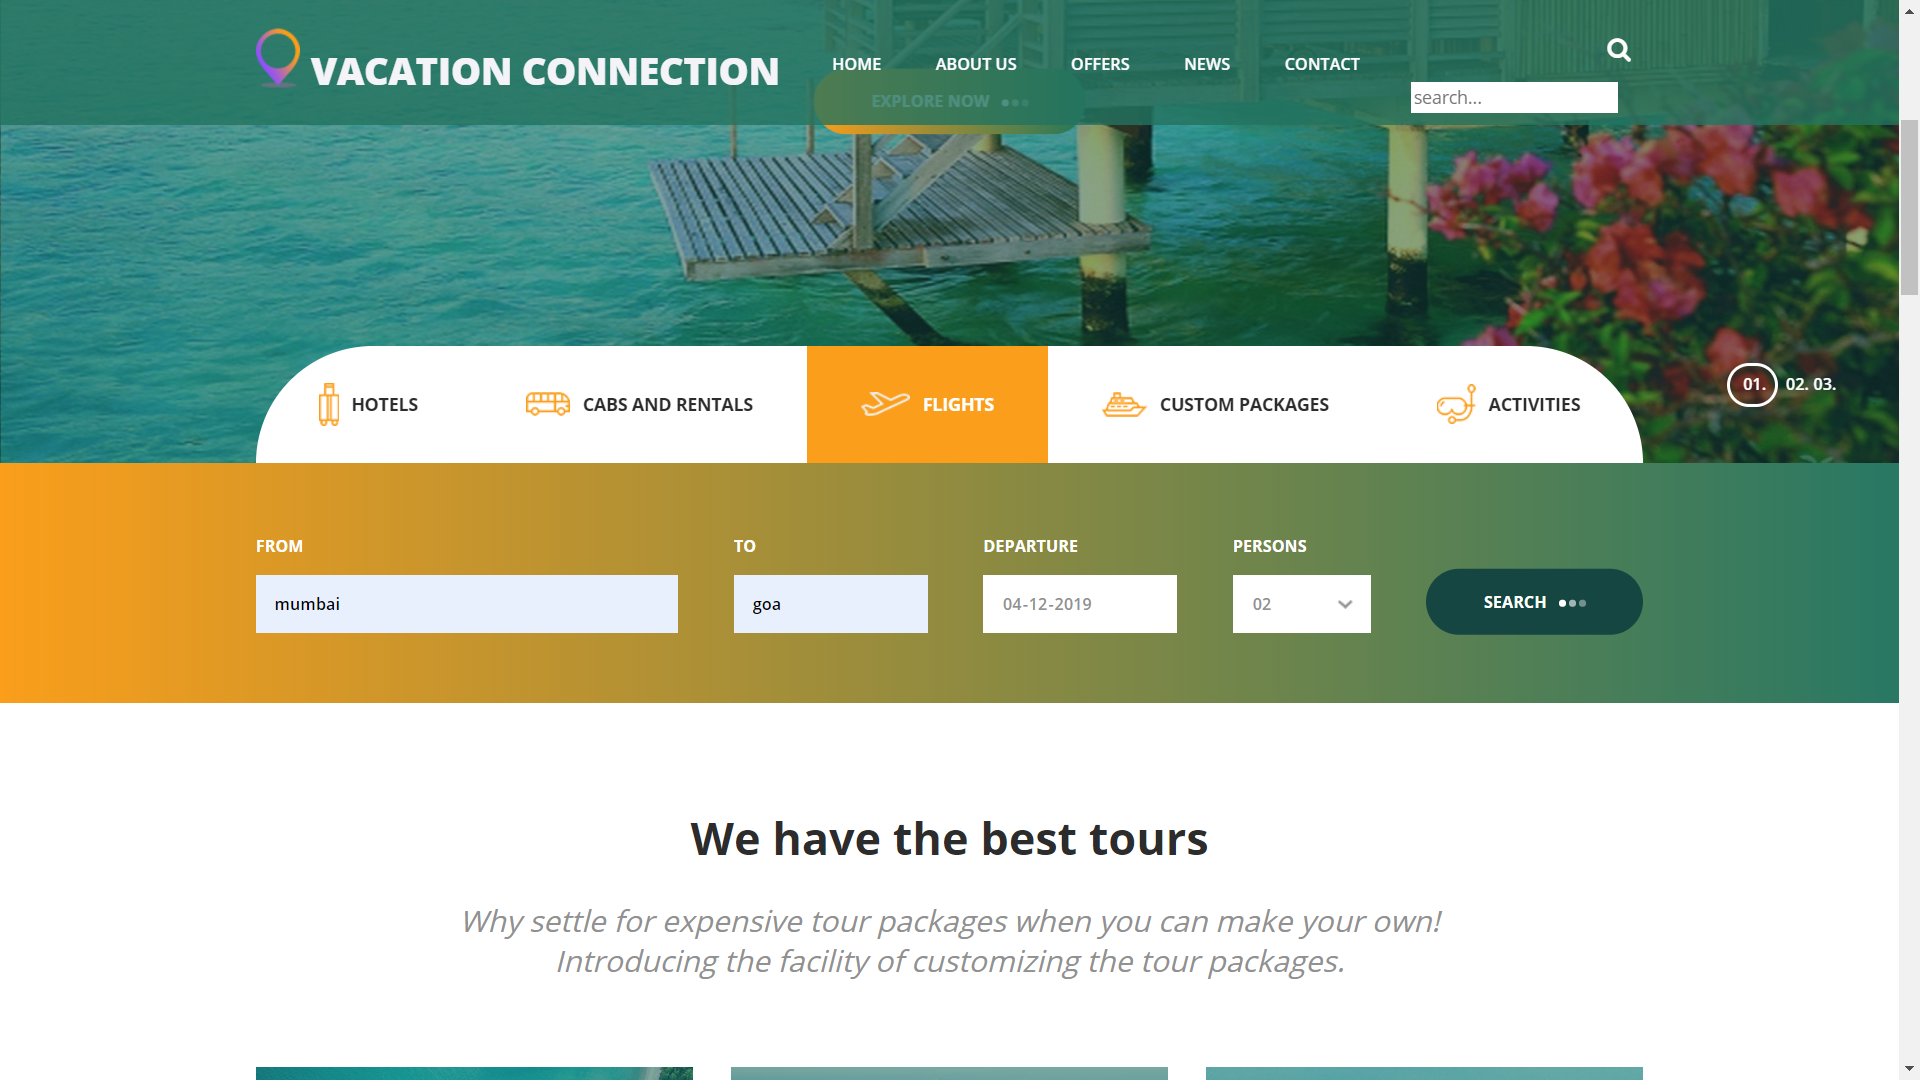 VACATION CONNECTION
HOME
ABOUT US
OFFERS
NEWS
CONTACT
search...
EXPLORE NOW
HOTELS
CABS AND RENTALS
FLIGHTS
CUSTOM PACKAGES
ACTIVITIES
01. 02. 03.
FROM
TO
DEPARTURE
PERSONS
mumbai
goa
04-12-2019
02
SEARCH
We have the best tours
Why settle for expensive tour packages when you can make your own!
Introducing the facility of customizing the tour packages.